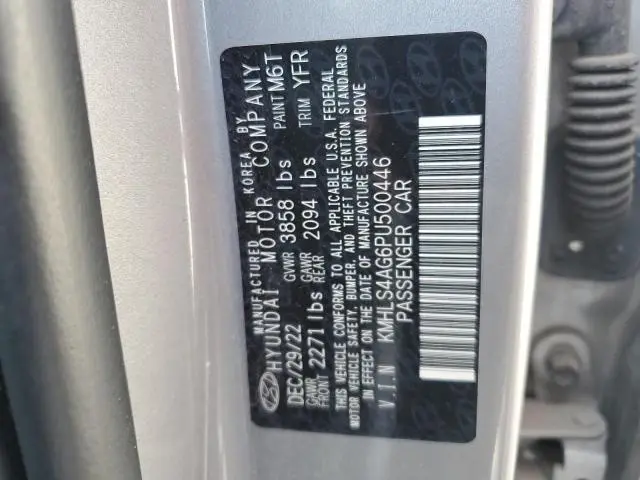 MANUFACTURED IN KOREA BY
HYUNDAI MOTOR COMPANY
DEC/29/22 GVWR 3858 lbs PAINT M6T
GAWR FRONT 2271 lbs GAWR REAR 2094 lbs TRIM YFR
THIS VEHICLE CONFORMS TO ALL APPLICABLE U.S.A. FEDERAL
MOTOR VEHICLE SAFETY, BUMPER, AND THEFT PREVENTION STANDARDS
IN EFFECT ON THE DATE OF MANUFACTURE SHOWN ABOVE
V.I.N KMHLS4AG6PU500446
PASSENGER CAR